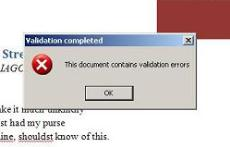 Validation completed
Stre
IAGO
This document contains validation errors
OK
ake it much unkindly
st had my purse
ine, shouldst know of this.